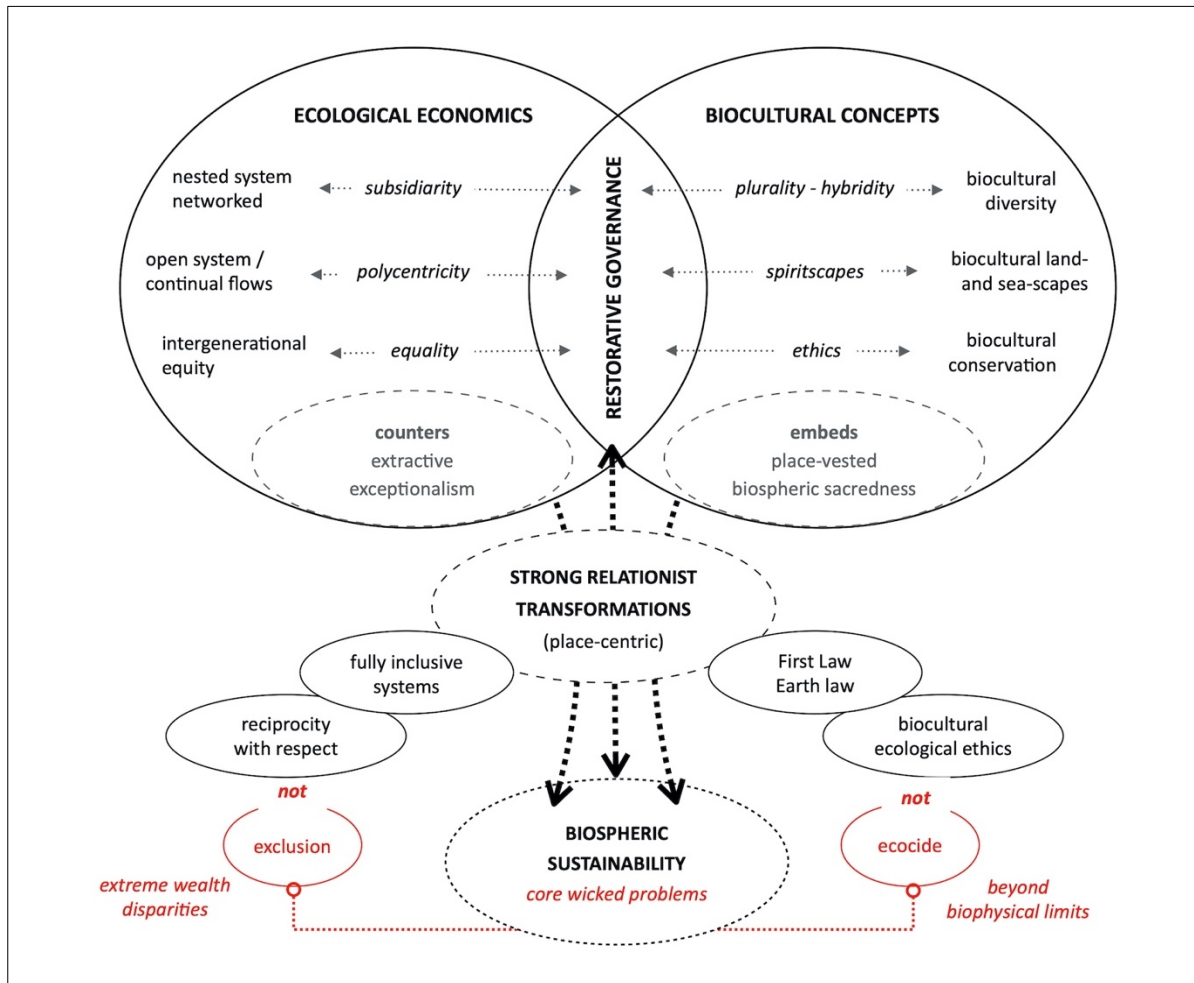 ECOLOGICAL ECONOMICS
BIOCULTURAL CONCEPTS
RESTORATIVE GOVERNANCE
nested system
networked
subsidiarity
plurality - hybridity
biocultural
diversity
open system /
continual flows
polycentricity
spiritscapes
biocultural land-
and sea-scapes
intergenerational
equity
equality
ethics
biocultural
conservation
counters
extractive
exceptionalism
embeds
place-vested
biospheric sacredness
STRONG RELATIONIST
TRANSFORMATIONS
(place-centric)
fully inclusive
systems
First Law
Earth law
reciprocity
with respect
biocultural
ecological ethics
not
exclusion
not
ecocide
extreme wealth
disparities
BIOSPHERIC
SUSTAINABILITY
core wicked problems
beyond
biophysical limits